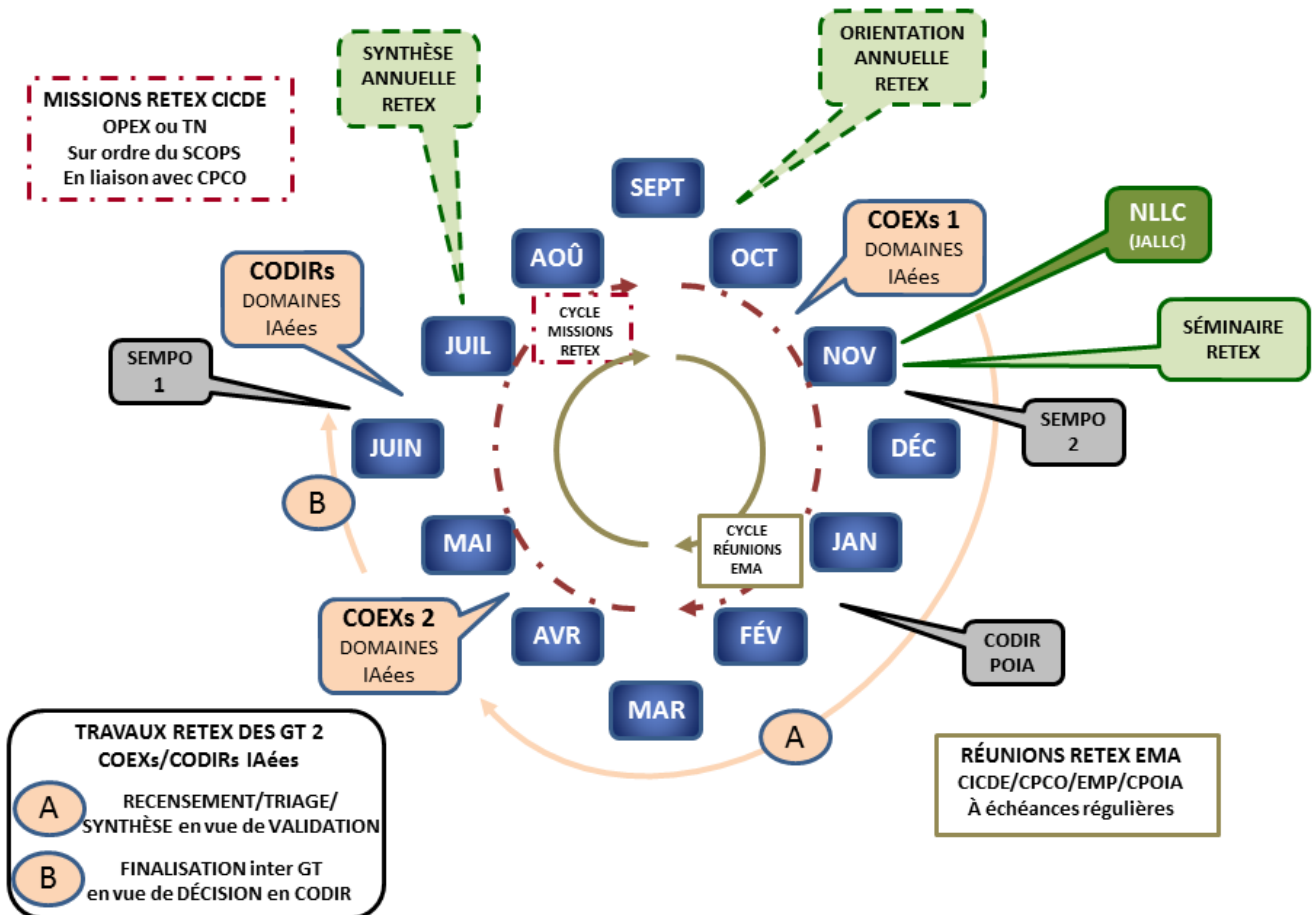 MISSIONS RETEX CICDE
OPEX ou TN
Sur ordre du SCOPS
En liaison avec CPCO
SYNTHÈSE
ANNUELLE
RETEX
ORIENTATION
ANNUELLE
RETEX
SEPT
OCT
NOV
DÉC
JAN
FÉV
MAR
AVR
MAI
JUIN
JUIL
AOÛ
COEXs 1
DOMAINES
IAées
NLLC
(JALLC)
SÉMINAIRE
RETEX
SEMPO
2
CODIR
POIA
CODIRs
DOMAINES
IAées
SEMPO
1
CYCLE
MISSIONS
RETEX
CYCLE
RÉUNIONS
EMA
B
COEXs 2
DOMAINES
IAées
A
TRAVAUX RETEX DES GT 2
COEXs/CODIRs IAées
A
RECENSEMENT/TRIAGE/
SYNTHÈSE en vue de VALIDATION
B
FINALISATION inter GT
en vue de DÉCISION en CODIR
RÉUNIONS RETEX EMA
CICDE/CPCO/EMP/CPOIA
À échéances régulières